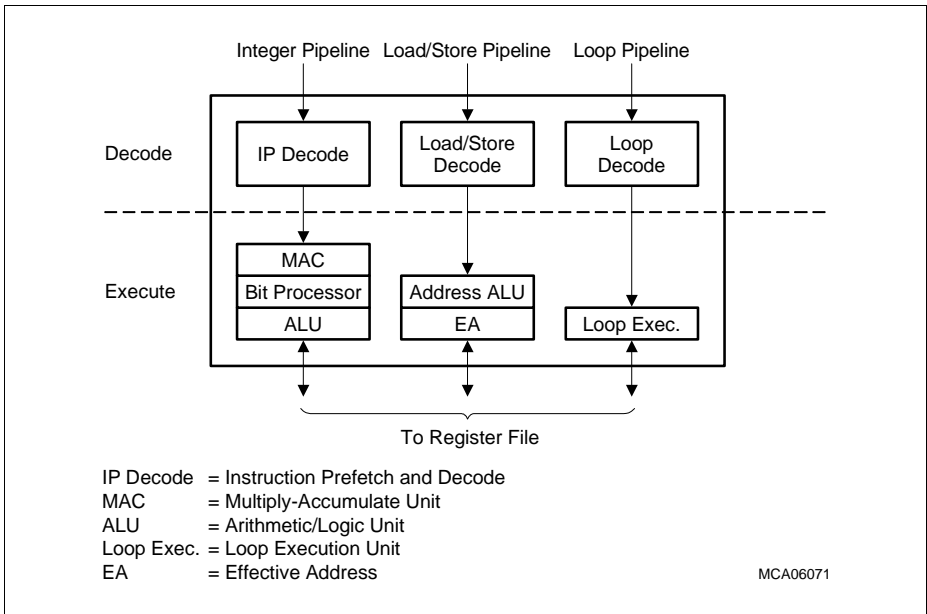 Integer Pipeline Load/Store Pipeline Loop Pipeline
Decode
IP Decode
Load/Store
Decode
Loop
Decode
Execute
MAC
Bit Processor
ALU
Address ALU
EA
Loop Exec.
To Register File
IP Decode = Instruction Prefetch and Decode
MAC = Multiply-Accumulate Unit
ALU = Arithmetic/Logic Unit
Loop Exec. = Loop Execution Unit
EA = Effective Address
MCA06071